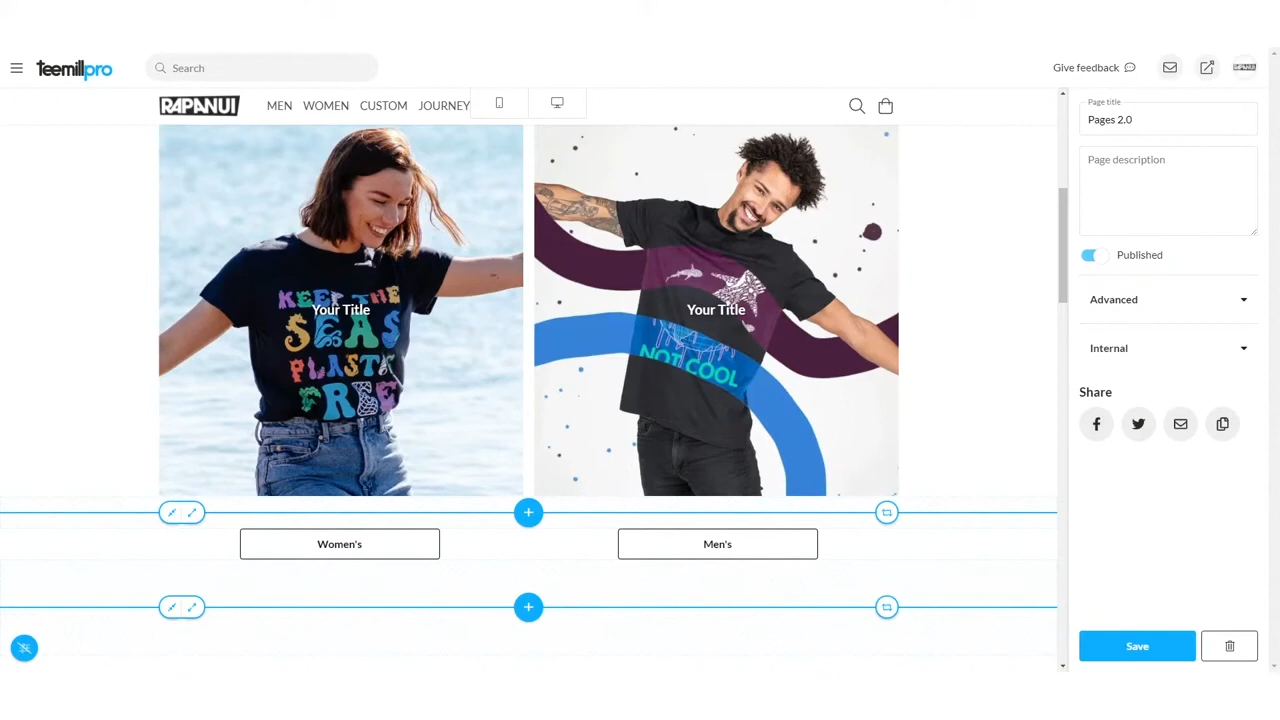 teemillpro
Search
Give feedback
RAPANUI
RAPANUI
MEN
WOMEN
CUSTOM
JOURNEY
Page title
Pages 2.0
Page description
Published
Advanced
Internal
Share
KEEP THE
SEAS
PLASTIC
FREE
Your Title
NOT COOL
Your Title
Women's
Men's
Save